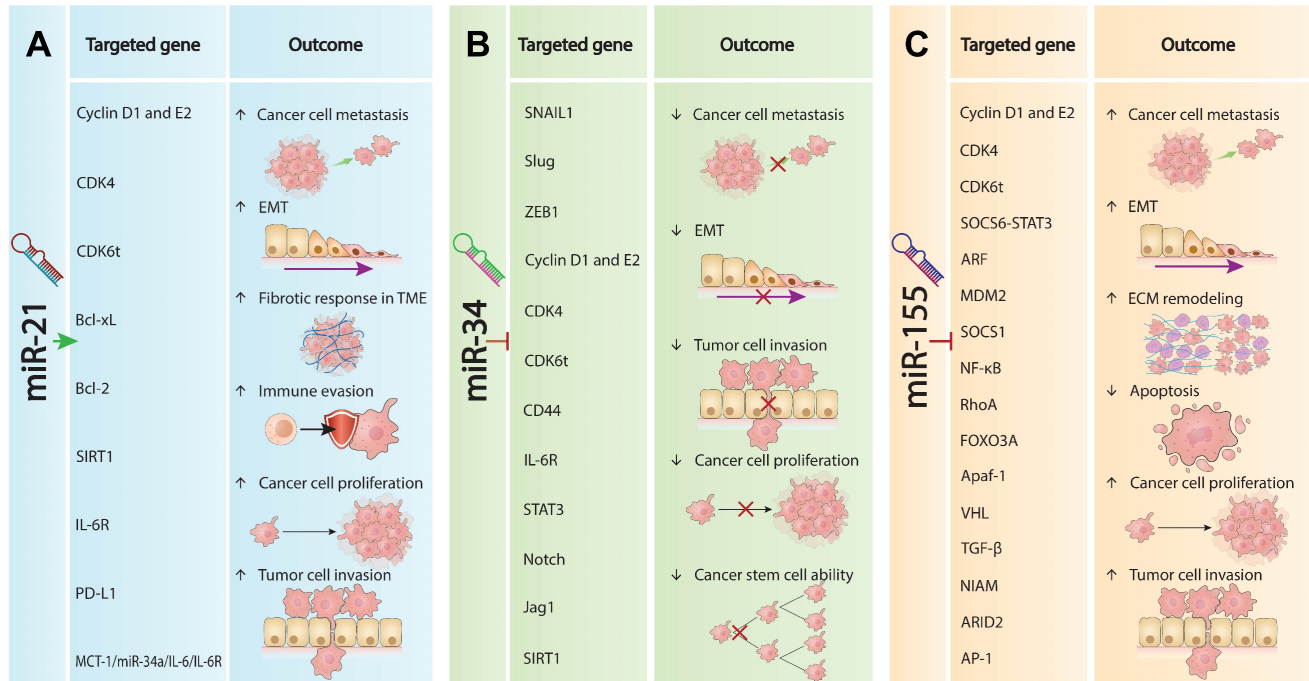 A
Targeted gene
Outcome
miR-21
Cyclin D1 and E2
CDK4
CDK6t
Bcl-xL
Bcl-2
SIRT1
IL-6R
PD-L1
MCT-1/miR-34a/IL-6/IL-6R
↑ Cancer cell metastasis
↑ EMT
↑ Fibrotic response in TME
↑ Immune evasion
↑ Cancer cell proliferation
↑ Tumor cell invasion
B
Targeted gene
Outcome
miR-34
SNAIL1
Slug
ZEB1
Cyclin D1 and E2
CDK4
CDK6t
CD44
IL-6R
STAT3
Notch
Jag1
SIRT1
↓ Cancer cell metastasis
↓ EMT
↓ Tumor cell invasion
↓ Cancer cell proliferation
↓ Cancer stem cell ability
C
Targeted gene
Outcome
miR-155
Cyclin D1 and E2
CDK4
CDK6t
SOCS6-STAT3
ARF
MDM2
SOCS1
NF-κB
RhoA
FOXO3A
Apaf-1
VHL
TGF-β
NIAM
ARID2
AP-1
↑ Cancer cell metastasis
↑ EMT
↑ ECM remodeling
↓ Apoptosis
↑ Cancer cell proliferation
↑ Tumor cell invasion